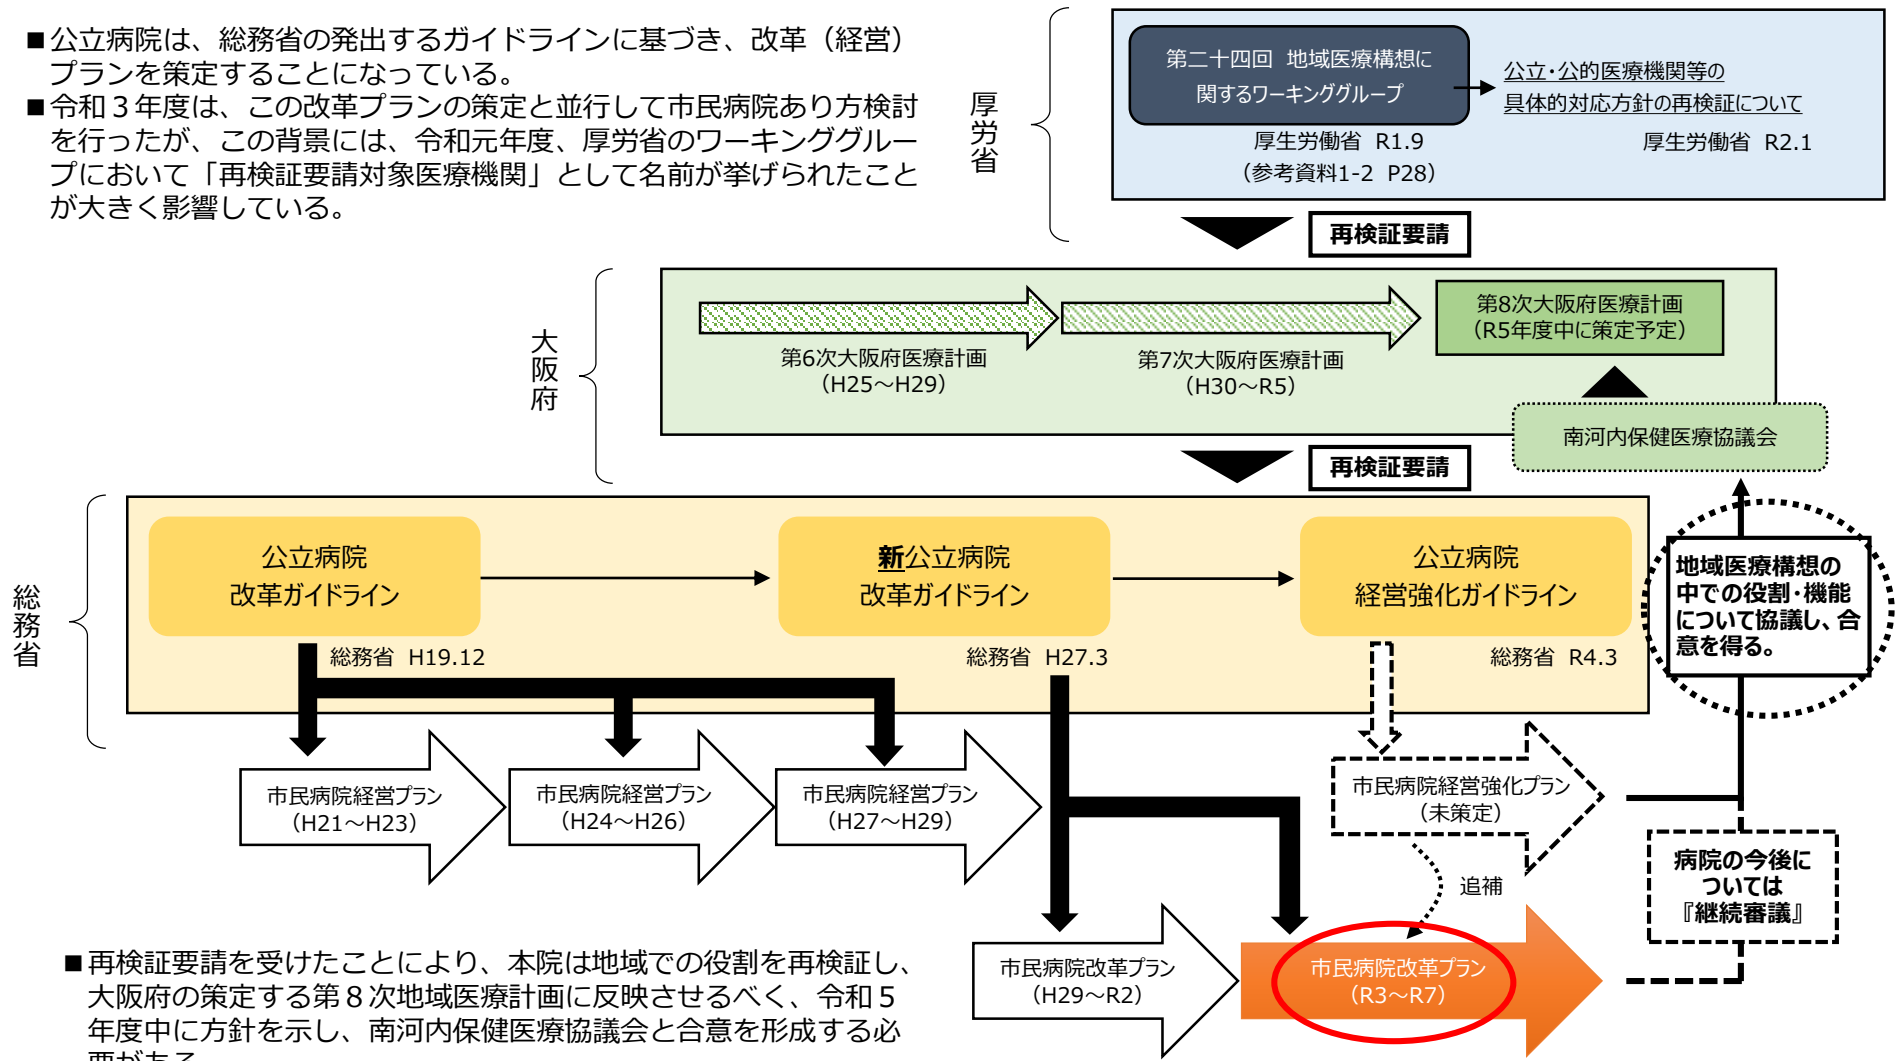 ■公立病院は、総務省の発出するガイドラインに基づき、改革（経営）
プランを策定することになっている。
■令和３年度は、この改革プランの策定と並行して市民病院あり方検討
を行ったが、この背景には、令和元年度、厚労省のワーキンググルー
プにおいて「再検証要請対象医療機関」として名前が挙げられたこと
が大きく影響している。
厚労省
第二十四回 地域医療構想に
関するワーキンググループ
厚生労働省 R1.9
（参考資料1-2 P28）
公立・公的医療機関等の
具体的対応方針の再検証について
厚生労働省 R2.1
再検証要請
大阪府
第6次大阪府医療計画
（H25～H29）
第7次大阪府医療計画
（H30～R5）
第8次大阪府医療計画
（R5年度中に策定予定）
南河内保健医療協議会
再検証要請
総務省
公立病院
改革ガイドライン
総務省 H19.12
新公立病院
改革ガイドライン
総務省 H27.3
公立病院
経営強化ガイドライン
総務省 R4.3
地域医療構想の
中での役割・機能
について協議し、合
意を得る。
市民病院経営プラン
（H21～H23）
市民病院経営プラン
（H24～H26）
市民病院経営プラン
（H27～H29）
市民病院経営強化プラン
（未策定）
追補
病院の今後に
ついては
『継続審議』
市民病院改革プラン
（H29～R2）
市民病院改革プラン
（R3～R7）
■再検証要請を受けたことにより、本院は地域での役割を再検証し、
大阪府の策定する第８次地域医療計画に反映させるべく、令和５
年度中に方針を示し、南河内保健医療協議会と合意を形成する必
要がある。